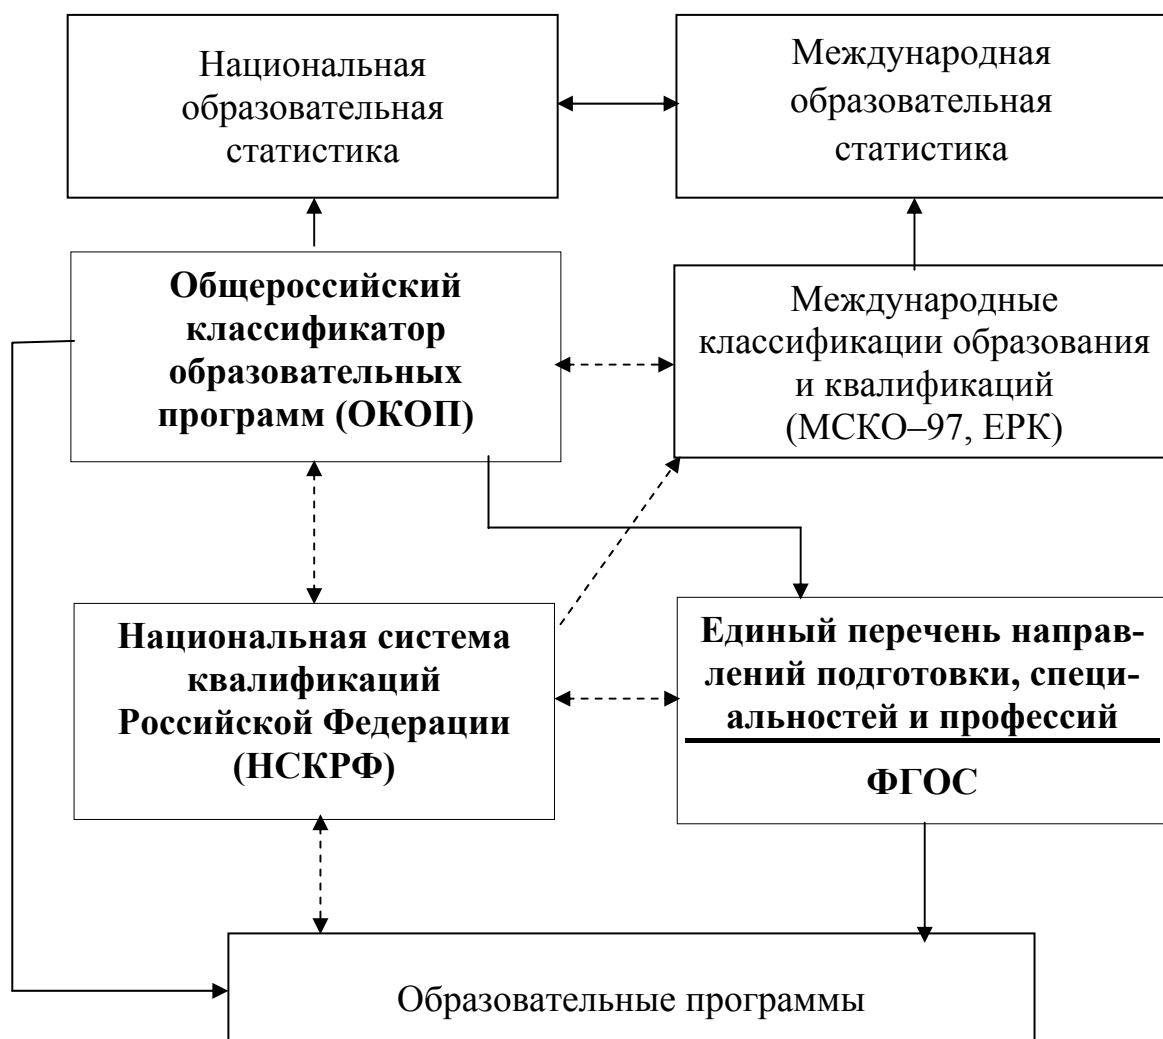 Национальная
образовательная
статистика
Международная
образовательная
статистика
Общероссийский
классификатор
образовательных
программ (ОКОП)
Международные
классификации образования
и квалификаций
(МСКО–97, ЕРК)
Национальная система
квалификаций
Российской Федерации
(НСКРФ)
Единый перечень направ-
лений подготовки, специ-
альностей и профессий
ФГОС
Образовательные программы